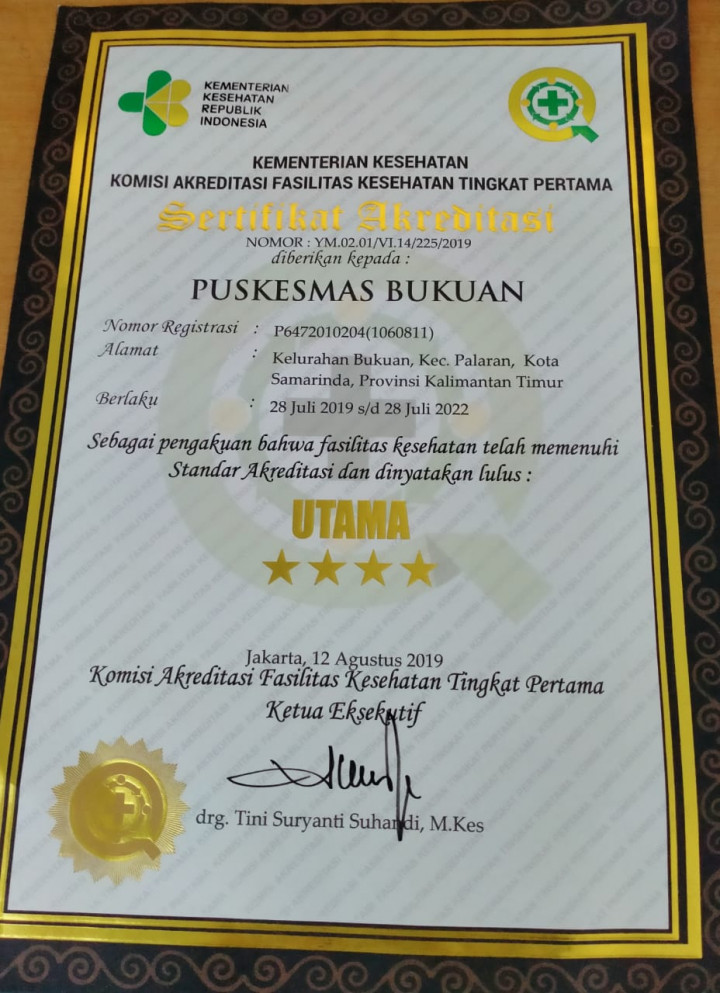 KEMENTERIAN
KESEHATAN
REPUBLIK
INDONESIA
KEMENTERIAN KESEHATAN
KOMISI AKREDITASI FASILITAS KESEHATAN TINGKAT PERTAMA
Sertifikat Akreditasi
NOMOR : YM.02.01/VI.14/225/2019
diberikan kepada :
PUSKESMAS BUKUAN
Nomor Registrasi : P6472010204(1060811)
Alamat : Kelurahan Bukuan, Kec. Palaran, Kota
Samarinda, Provinsi Kalimantan Timur
Berlaku : 28 Juli 2019 s/d 28 Juli 2022
Sebagai pengakuan bahwa fasilitas kesehatan telah memenuhi
Standar Akreditasi dan dinyatakan lulus :
UTAMA
Jakarta, 12 Agustus 2019
Komisi Akreditasi Fasilitas Kesehatan Tingkat Pertama
Ketua Eksekutif
drg. Tini Suryanti Suhandi, M.Kes